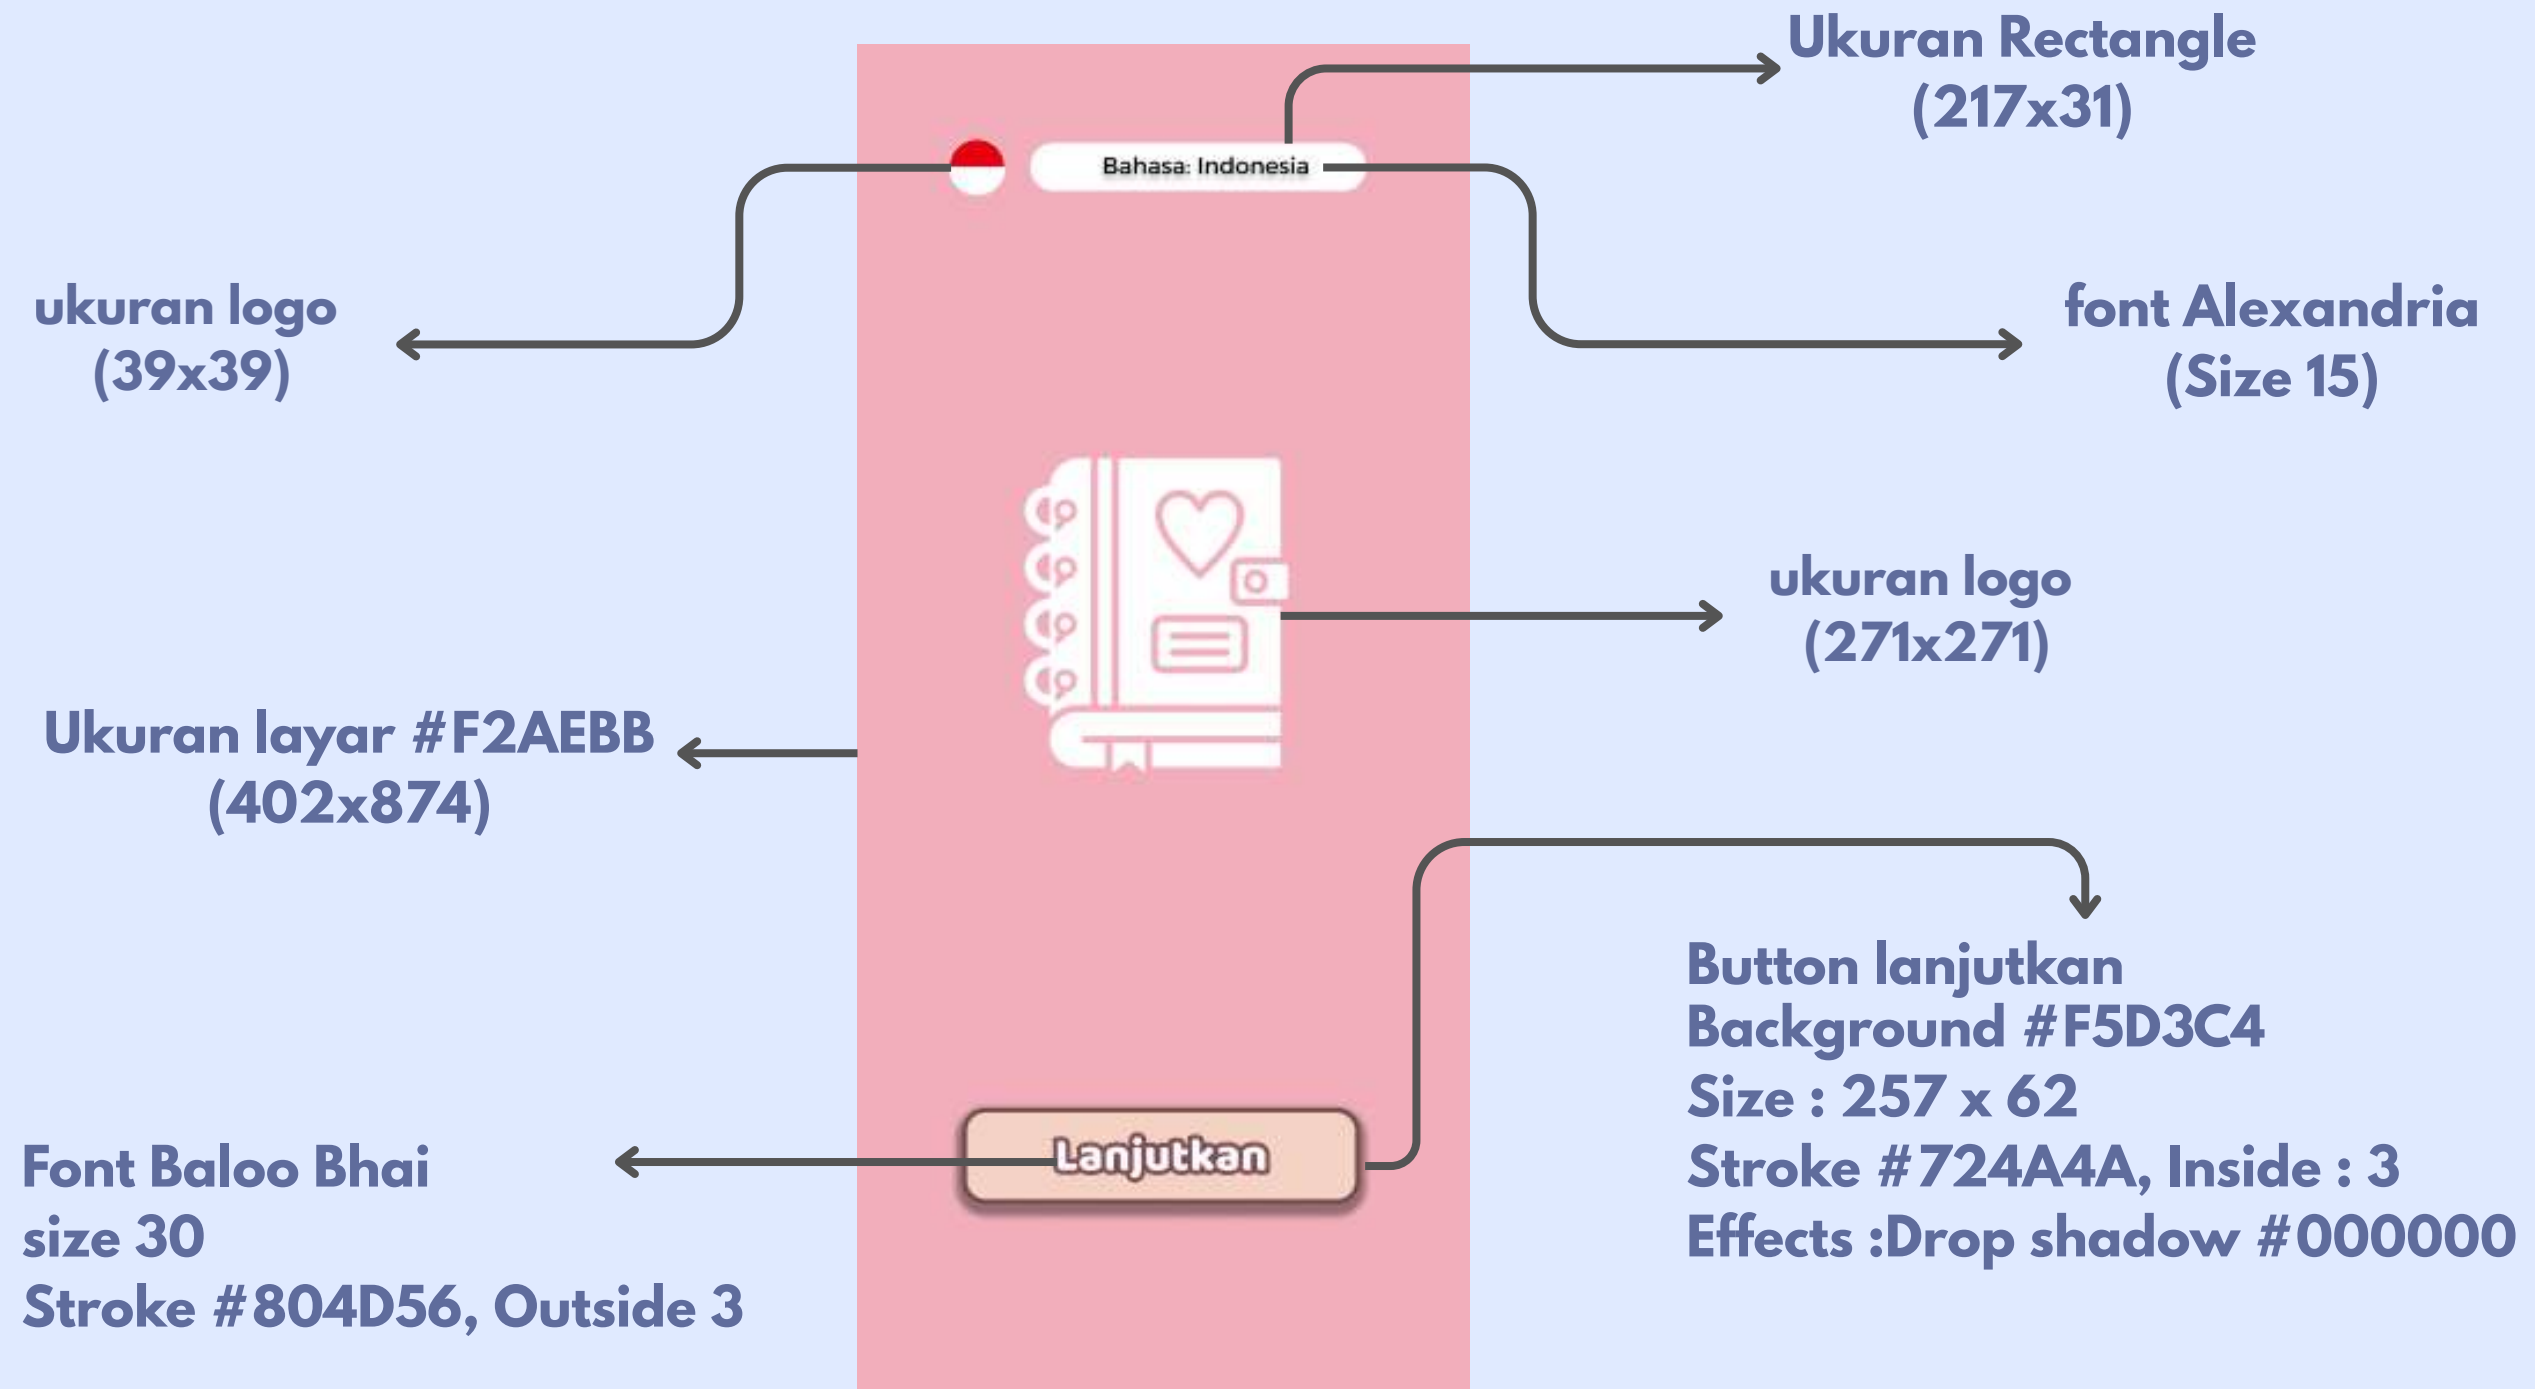 Ukuran Rectangle
(217x31)
Bahasa: Indonesia
ukuran logo
(39x39)
font Alexandria
(Size 15)
ukuran logo
(271x271)
Ukuran layar #F2AEBB
(402x874)
Button lanjutkan
Background #F5D3C4
Size : 257 x 62
Stroke #724A4A, Inside : 3
Effects :Drop shadow #000000
Lanjutkan
Font Baloo Bhai
size 30
Stroke #804D56, Outside 3